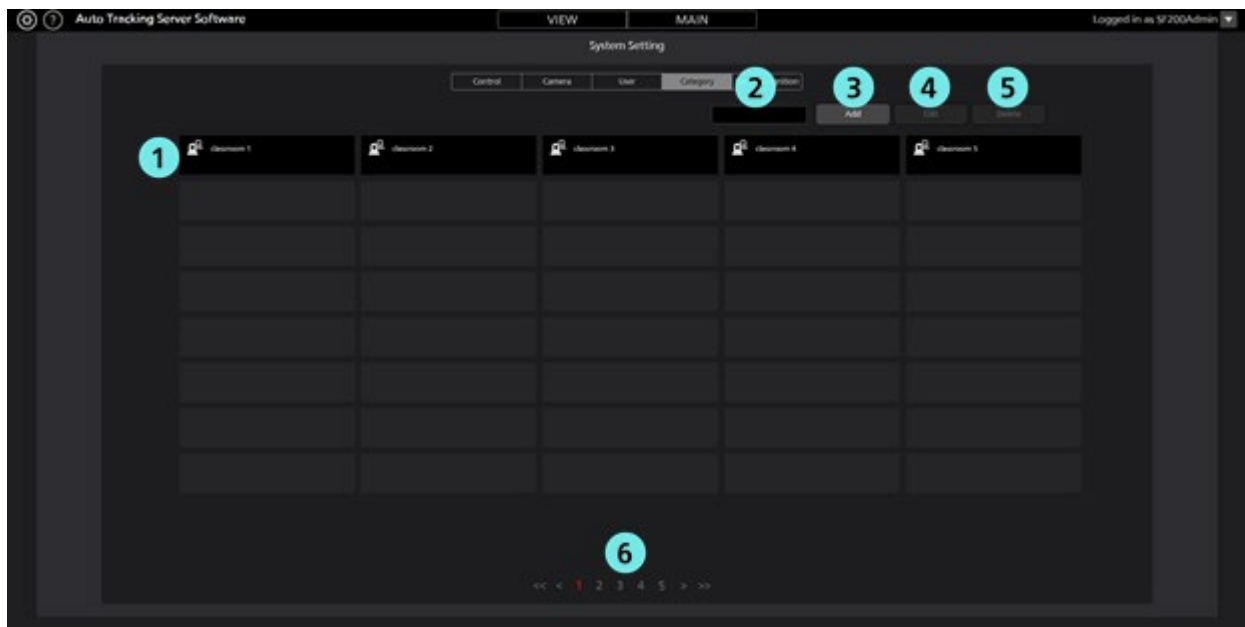 ? Auto Tracking Server Software VIEW MAIN Logged in as SF200Admin
System Setting
Control Camera User Category
2 3 4 5
Add Edit Delete
1 classroom 1 classroom 2 classroom 3 classroom 4 classroom 5
6
<< < 1 2 3 4 5 > >>